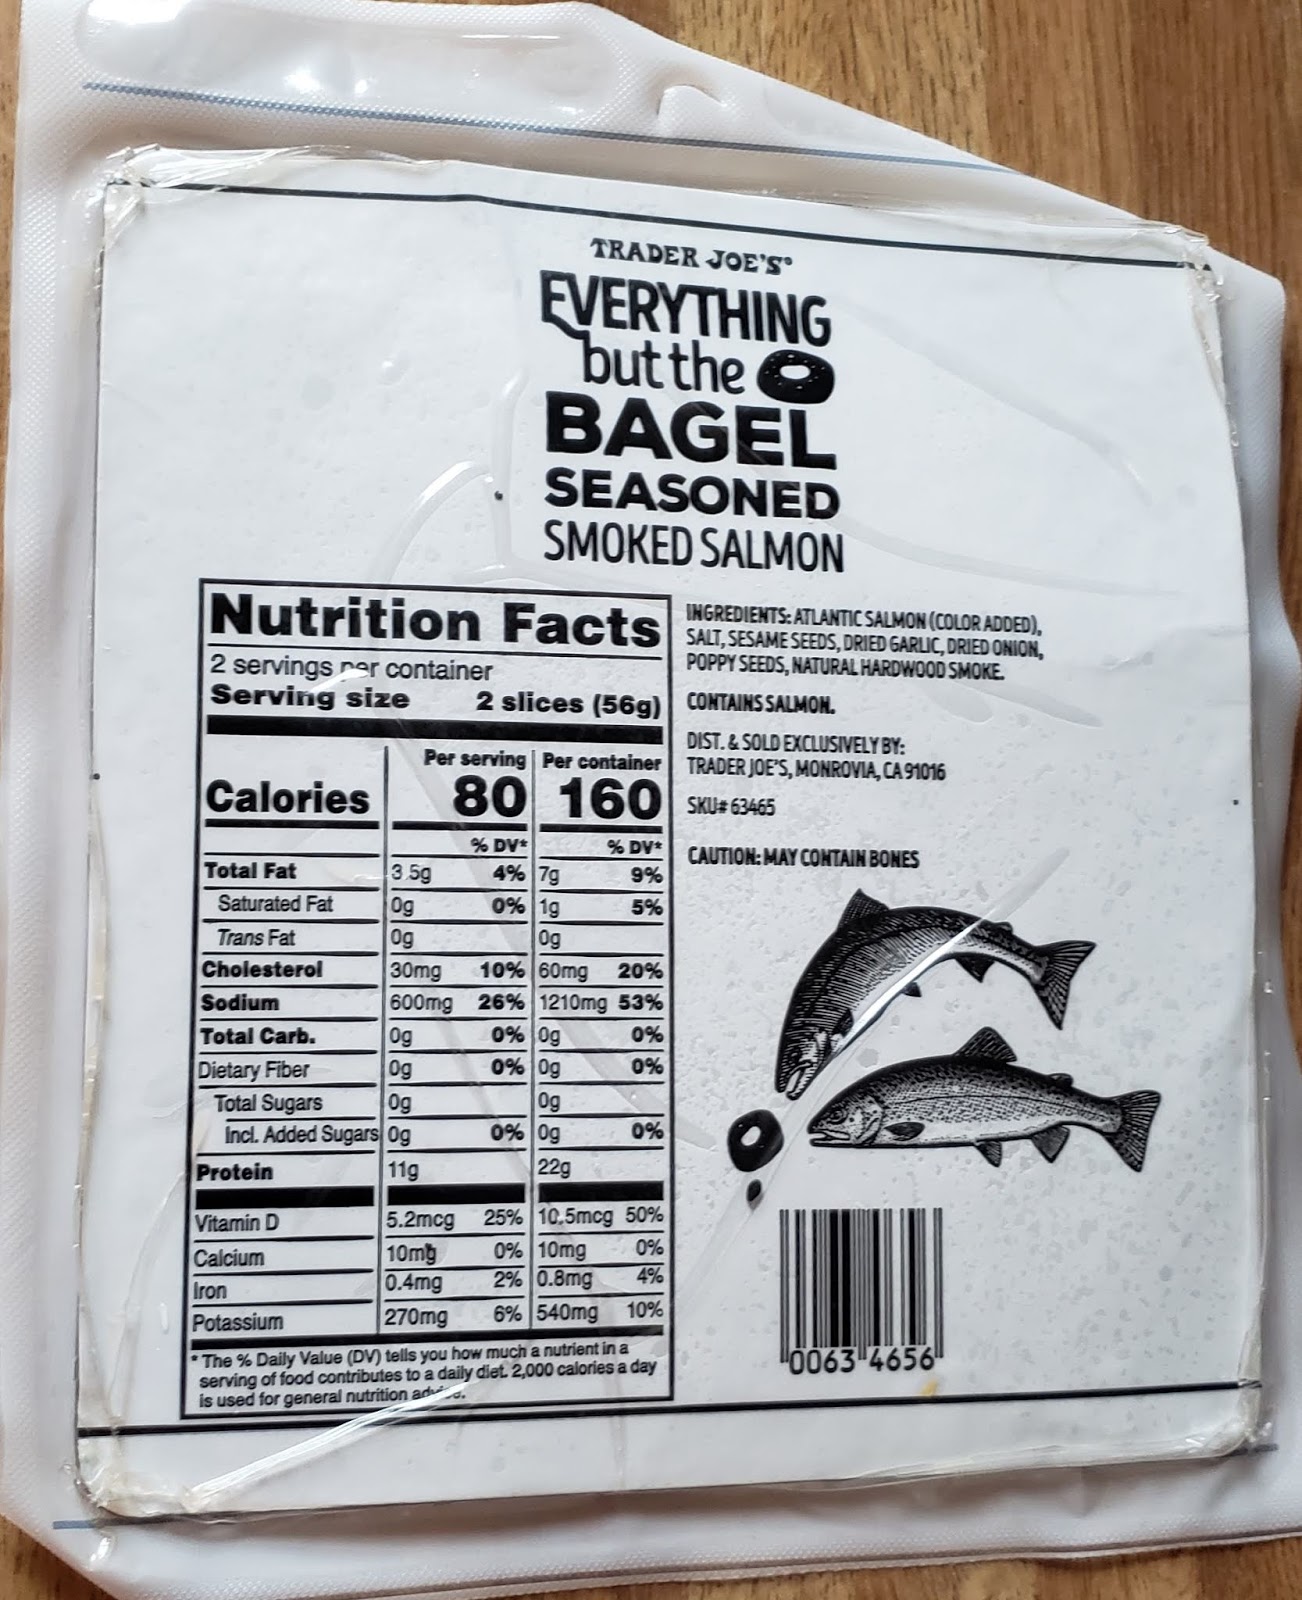 TRADER JOE'S®
EVERYTHING
but the
BAGEL
SEASONED
SMOKED SALMON
Nutrition Facts
2 servings per container
Serving size 2 slices (56g)
Per serving Per container
Calories 80 160
% DV* % DV*
Total Fat 3.5g 4% 7g 9%
Saturated Fat 0g 0% 1g 5%
Trans Fat 0g 0g
Cholesterol 30mg 10% 60mg 20%
Sodium 600mg 26% 1210mg 53%
Total Carb. 0g 0% 0g 0%
Dietary Fiber 0g 0% 0g 0%
Total Sugars 0g 0g
Incl. Added Sugars 0g 0% 0g 0%
Protein 11g 22g
Vitamin D 5.2mcg 25% 10.5mcg 50%
Calcium 10mg 0% 10mg 0%
Iron 0.4mg 2% 0.8mg 4%
Potassium 270mg 6% 540mg 10%
* The % Daily Value (DV) tells you how much a nutrient in a
serving of food contributes to a daily diet. 2,000 calories a day
is used for general nutrition advice.
INGREDIENTS: ATLANTIC SALMON (COLOR ADDED),
SALT, SESAME SEEDS, DRIED GARLIC, DRIED ONION,
POPPY SEEDS, NATURAL HARDWOOD SMOKE.
CONTAINS SALMON.
DIST. & SOLD EXCLUSIVELY BY:
TRADER JOE'S, MONROVIA, CA 91016
SKU# 63465
CAUTION: MAY CONTAIN BONES
0063 4656